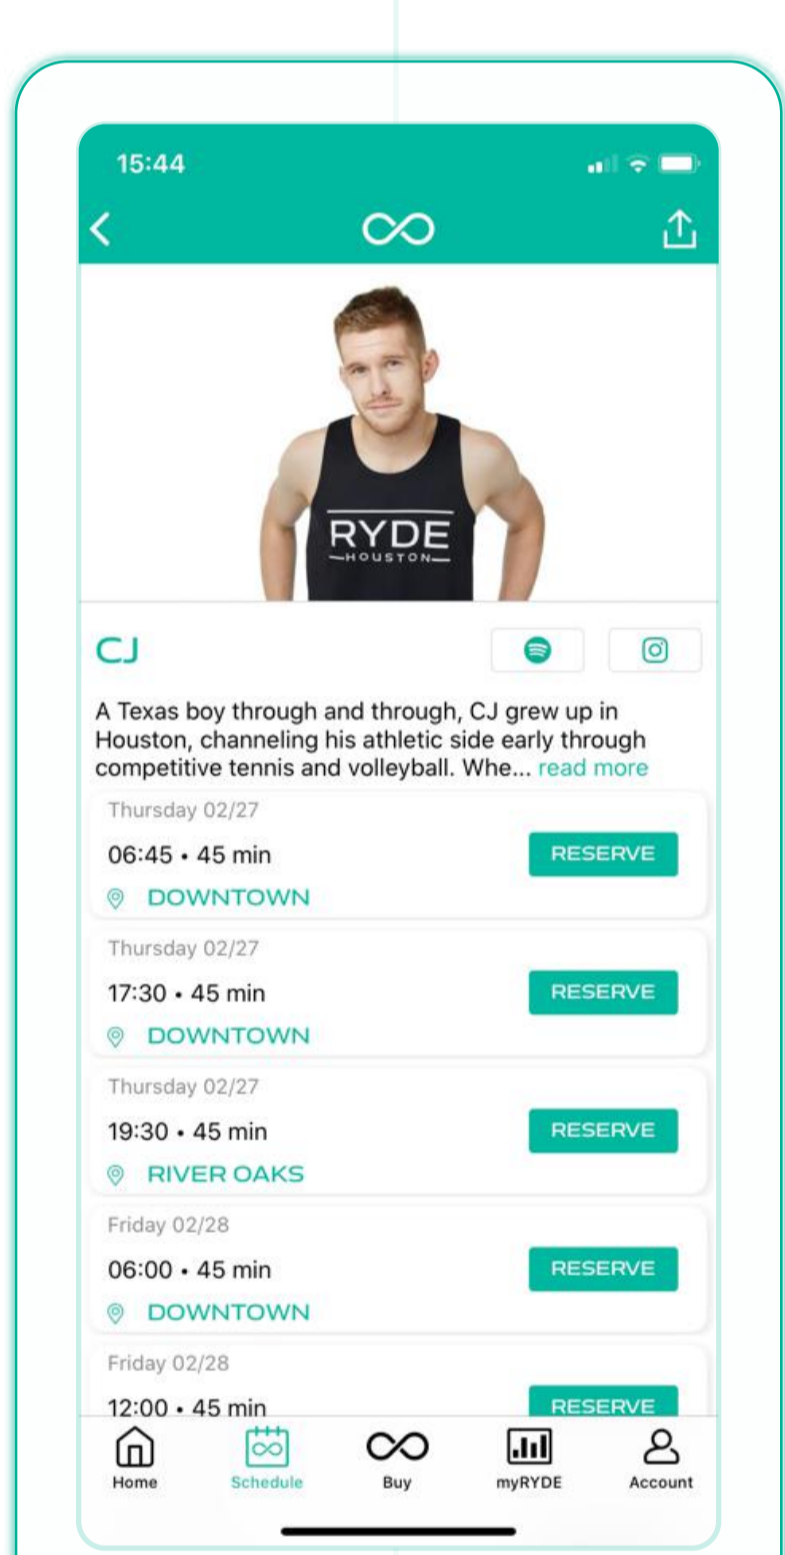 15:44
RYDE
HOUSTON
CJ
A Texas boy through and through, CJ grew up in
Houston, channeling his athletic side early through
competitive tennis and volleyball. Whe... read more
Thursday 02/27
06:45 • 45 min
RESERVE
DOWNTOWN
Thursday 02/27
17:30 • 45 min
RESERVE
DOWNTOWN
Thursday 02/27
19:30 • 45 min
RESERVE
RIVER OAKS
Friday 02/28
06:00 • 45 min
RESERVE
DOWNTOWN
Friday 02/28
12:00 • 45 min
RESERVE
Home Schedule Buy myRYDE Account